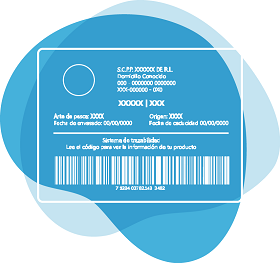 S.C.P.P. XXXXXX DE R.L.
Domicilio Conocido
000 - 0000000 0000000
XXX-000000 - 0X0
XXXXX | XXX
Arte de pesca: XXXX
Origen: XXXX
Fecha de envasado: 00/00/0000
Fecha de caducidad 00/00/0000
Sistema de trazabilidad:
Lea el código para ver la información de tu producto